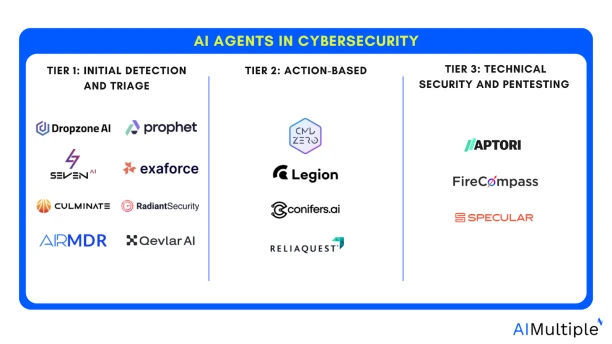 AI AGENTS IN CYBERSECURITY
TIER 1: INITIAL DETECTION
AND TRIAGE
Dropzone AI
prophet
SEVEN AI
exaforce
CULMINATE
RadiantSecurity
AIRMDR
Qevlar AI
TIER 2: ACTION-BASED
CMD
ZERO
Legion
conifers.ai
RELIAQUEST
TIER 3: TECHNICAL
SECURITY AND PENTESTING
APTORI
FireCompass
SPECULAR
AIMultiple